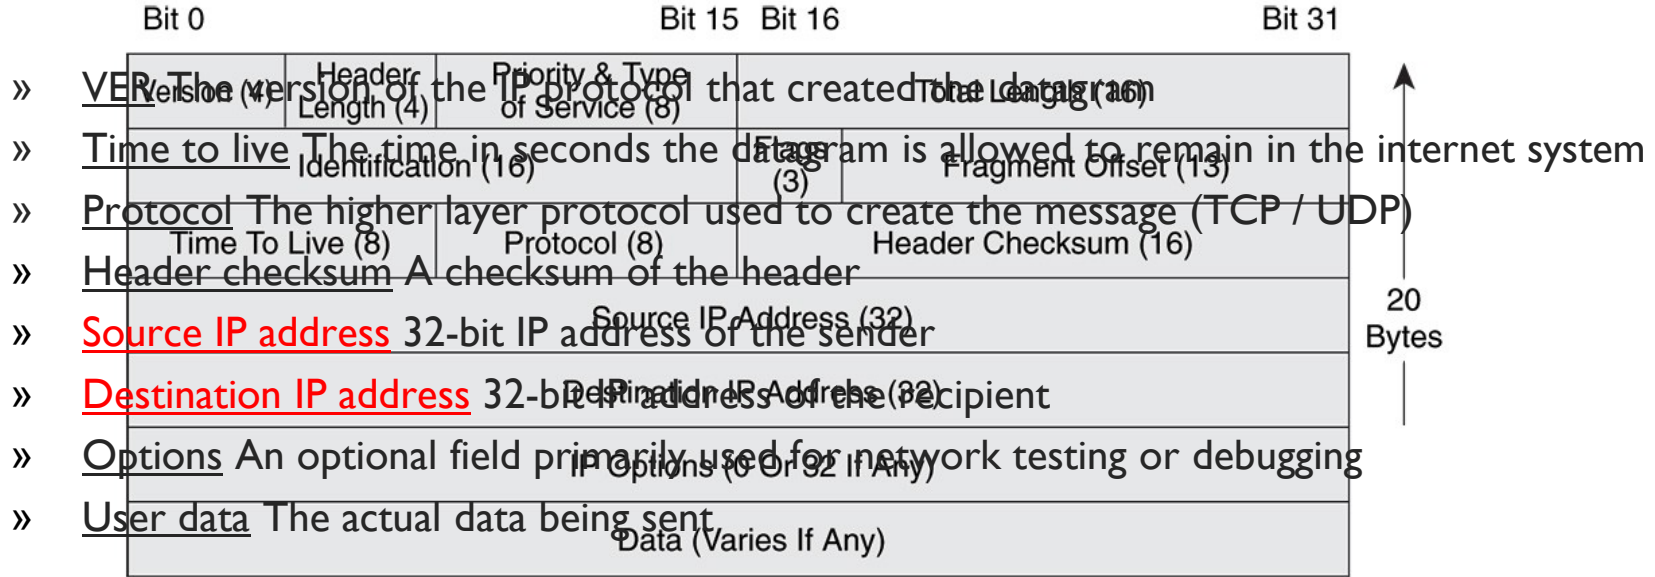 Bit 0 Bit 15 Bit 16 Bit 31
Version (4) Header Length (4) Priority & Type of Service (8) Total Length (16)
» VER The version of the IP protocol that created the datagram
Identification (16) Flags (3) Fragment Offset (13)
» Time to live The time in seconds the datagram is allowed to remain in the internet system
» Protocol The higher layer protocol used to create the message (TCP / UDP)
Time To Live (8) Protocol (8) Header Checksum (16)
» Header checksum A checksum of the header
20
Bytes
Source IP Address (32)
» Source IP address 32-bit IP address of the sender
Destination IP Address (32)
» Destination IP address 32-bit IP address of the recipient
» Options An optional field primarily used for network testing or debugging
IP Options (0 Or 32 If Any)
» User data The actual data being sent
Data (Varies If Any)